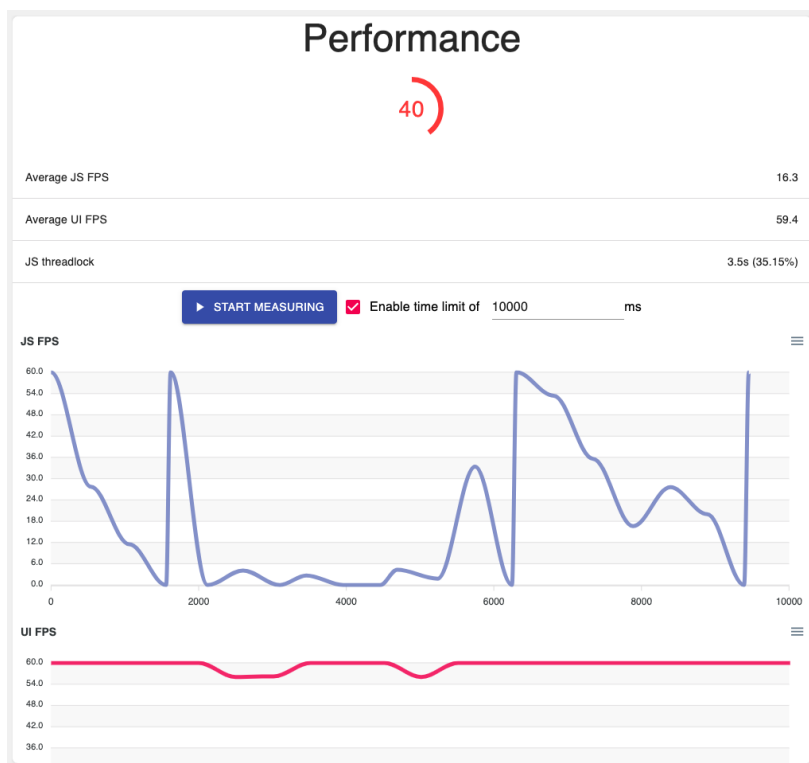 Performance
40
Average JS FPS 16.3
Average UI FPS 59.4
JS threadlock 3.5s (35.15%)
START MEASURING Enable time limit of 10000 ms
JS FPS
60.0
54.0
48.0
42.0
36.0
30.0
24.0
18.0
12.0
6.0
0.0
0 2000 4000 6000 8000 10000
UI FPS
60.0
54.0
48.0
42.0
36.0